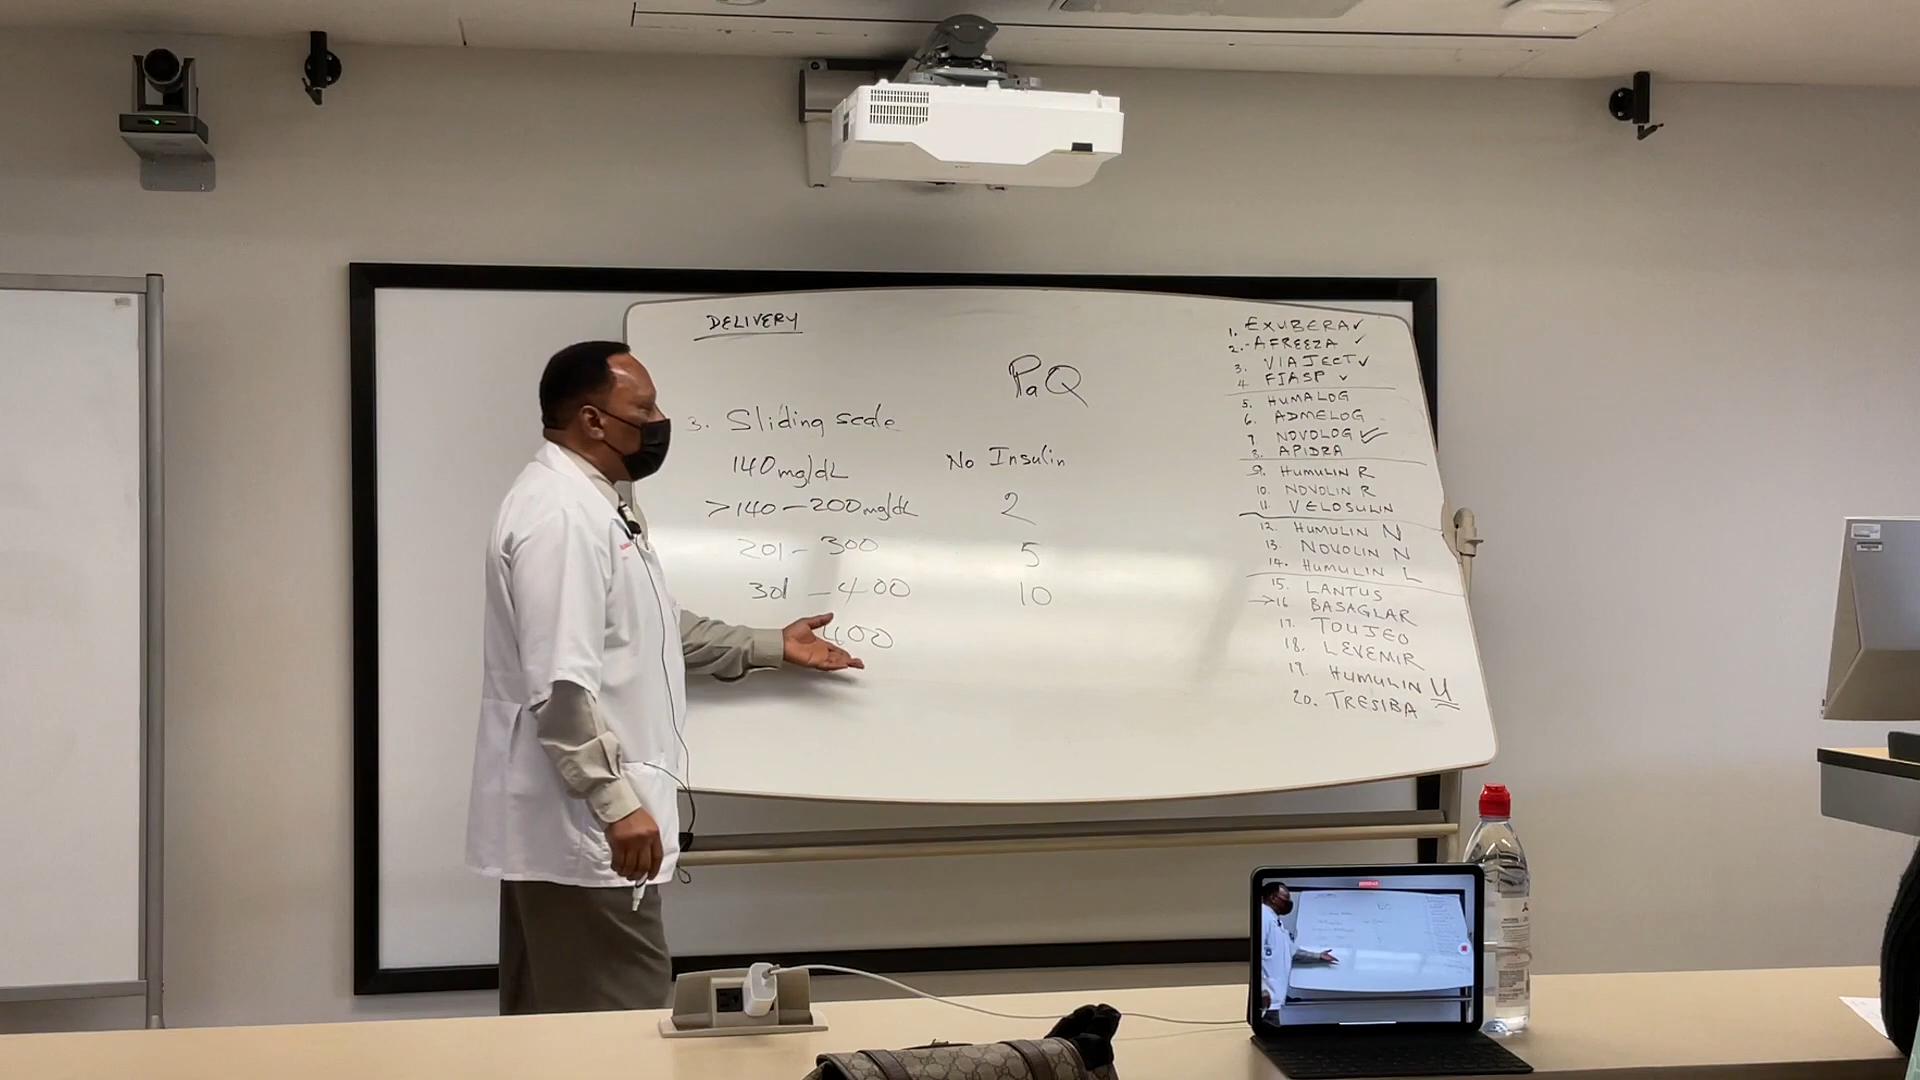 DELIVERY
PaQ
3. Sliding scale
140mg/dL No Insulin
>140-200mg/dL 2
201-300 5
301-400 10
400
1. EXUBERA ✓
2. AFREEZA ✓
3. VIAJECT ✓
4 FIASP ✓
5. HUMALOG
6. ADMELOG
7 NOVOLOG ✓
8. APIDRA
9. HUMULIN R
10. NOVOLIN R
11. VELOSULIN
12. HUMULIN N
13. NOVOLIN N
14. HUMULIN L
15. LANTUS
→16 BASAGLAR
17. TOUJEO
18. LEVEMIR
19. HUMULIN U
20. TRESIBA